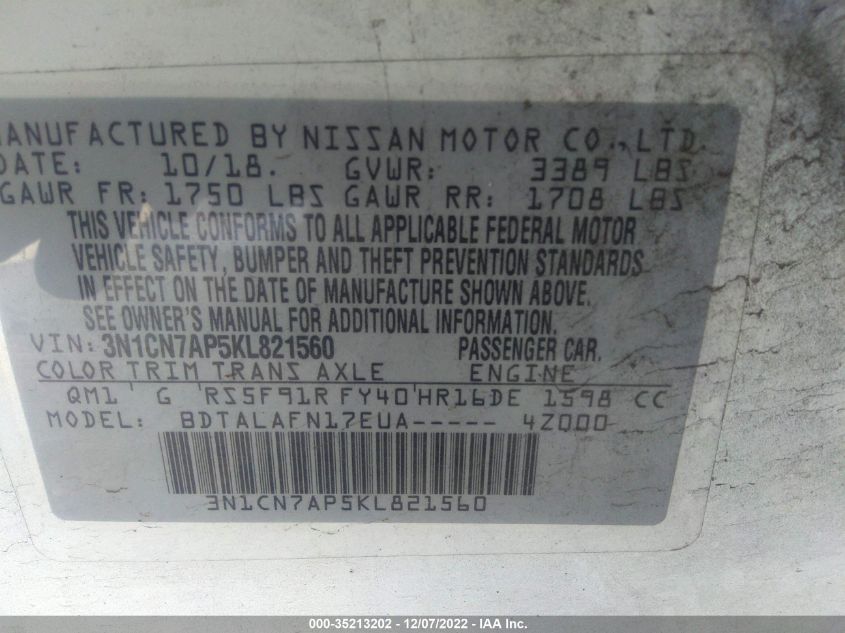 MANUFACTURED BY NISSAN MOTOR CO., LTD.
DATE: 10/18. GVWR: 3389 LBS
GAWR FR: 1750 LBS GAWR RR: 1708 LBS
THIS VEHICLE CONFORMS TO ALL APPLICABLE FEDERAL MOTOR
VEHICLE SAFETY, BUMPER AND THEFT PREVENTION STANDARDS
IN EFFECT ON THE DATE OF MANUFACTURE SHOWN ABOVE.
SEE OWNER'S MANUAL FOR ADDITIONAL INFORMATION
VIN: 3N1CN7AP5KL821560 PASSENGER CAR.
COLOR TRIM TRANS AXLE ENGINE
QM1 G RS5F91R FY40 HR16DE 1598 CC
MODEL: BDTALAFN17EUA----- 4Z000
3N1CN7AP5KL821560
000-35213202 - 12/07/2022 - IAA Inc.